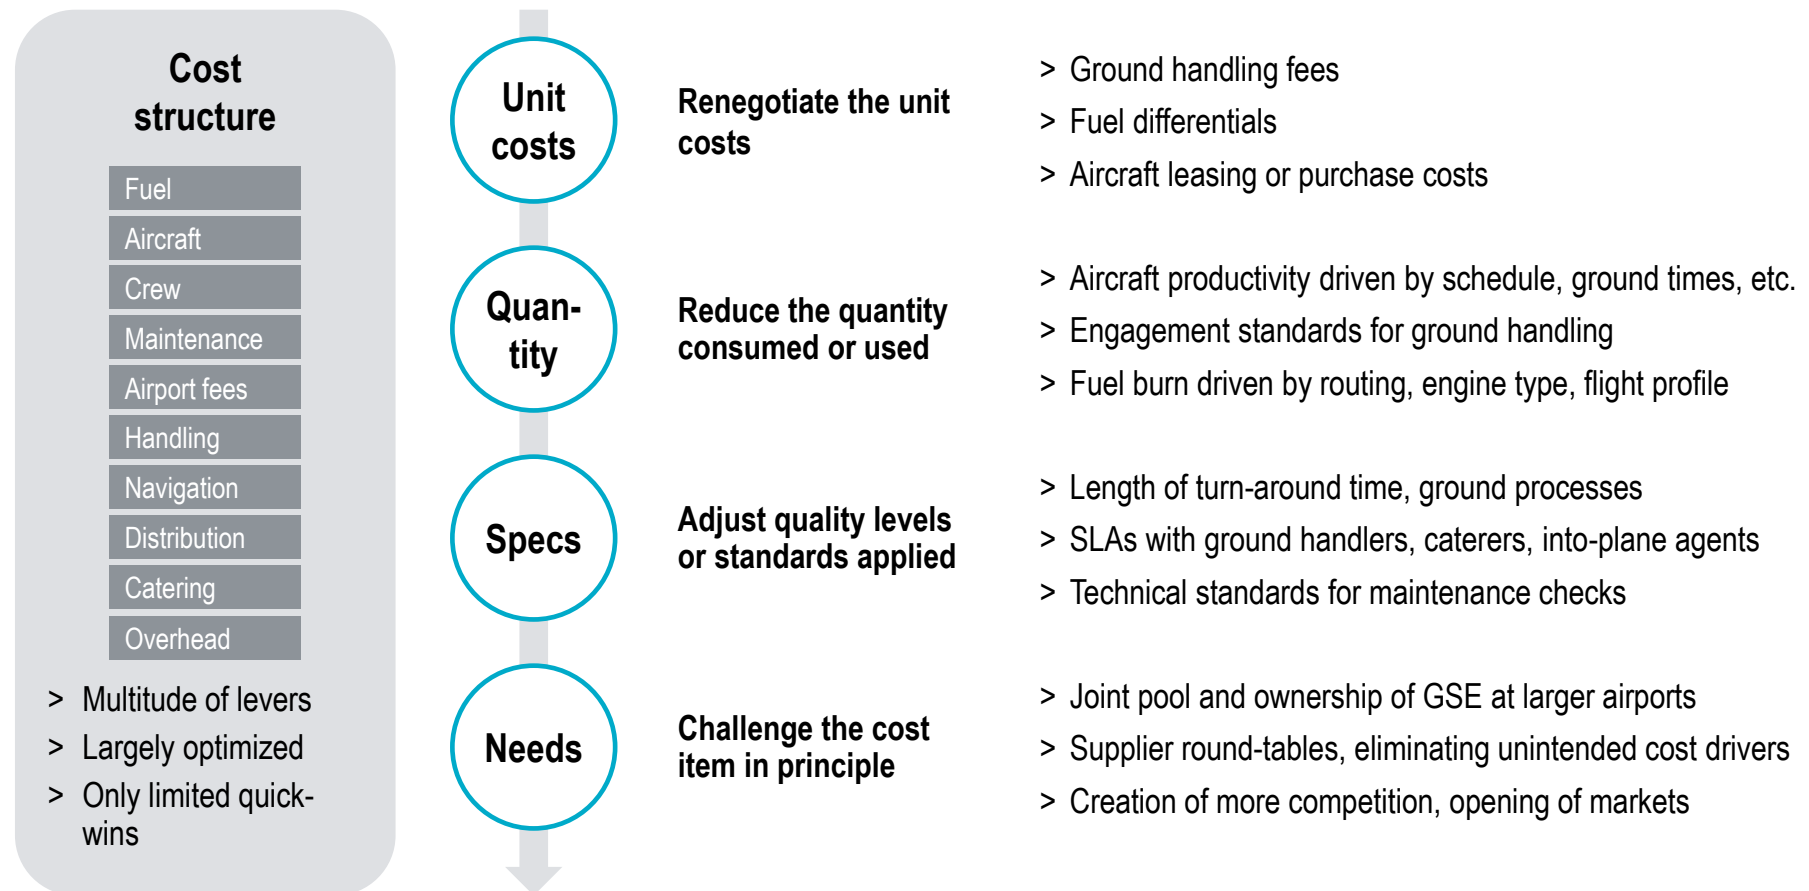 Cost
structure
Fuel
Aircraft
Crew
Maintenance
Airport fees
Handling
Navigation
Distribution
Catering
Overhead
> Multitude of levers
> Largely optimized
> Only limited quick-
wins
Unit
costs
Renegotiate the unit
costs
> Ground handling fees
> Fuel differentials
> Aircraft leasing or purchase costs
Quan-
tity
Reduce the quantity
consumed or used
> Aircraft productivity driven by schedule, ground times, etc.
> Engagement standards for ground handling
> Fuel burn driven by routing, engine type, flight profile
Specs
Adjust quality levels
or standards applied
> Length of turn-around time, ground processes
> SLAs with ground handlers, caterers, into-plane agents
> Technical standards for maintenance checks
Needs
Challenge the cost
item in principle
> Joint pool and ownership of GSE at larger airports
> Supplier round-tables, eliminating unintended cost drivers
> Creation of more competition, opening of markets